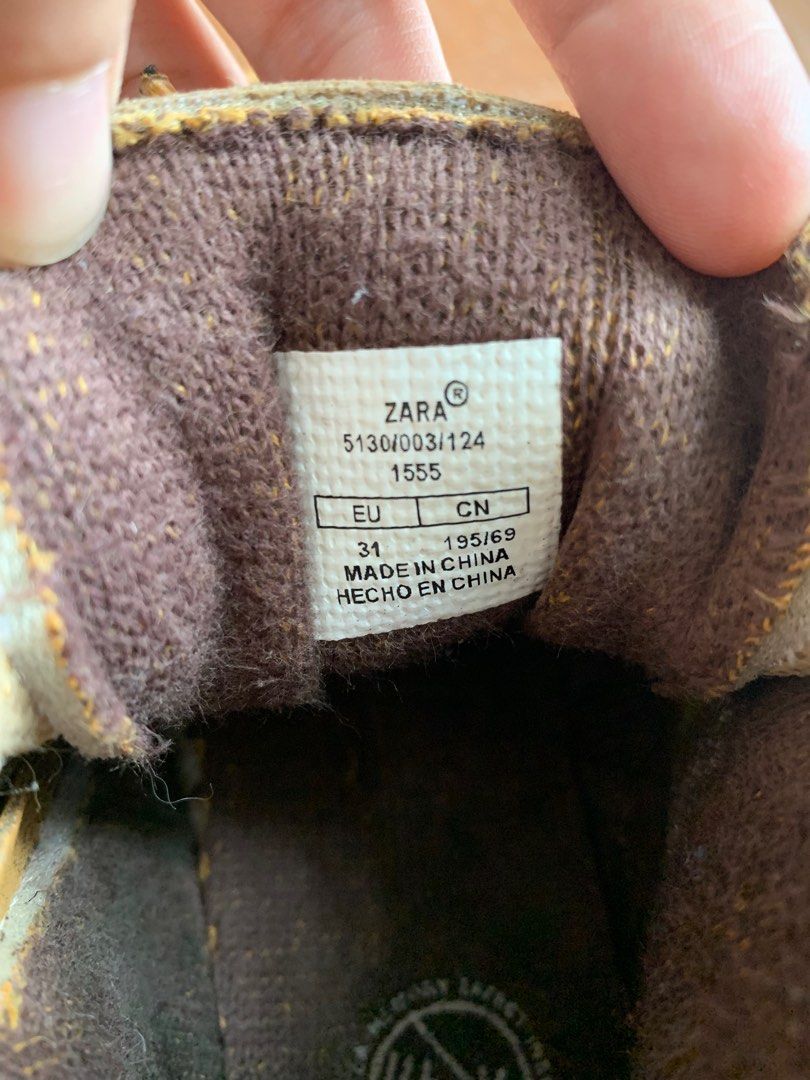 ZARA®
5130/003/124
1555
EU CN
31 195/69
MADE IN CHINA
HECHO EN CHINA